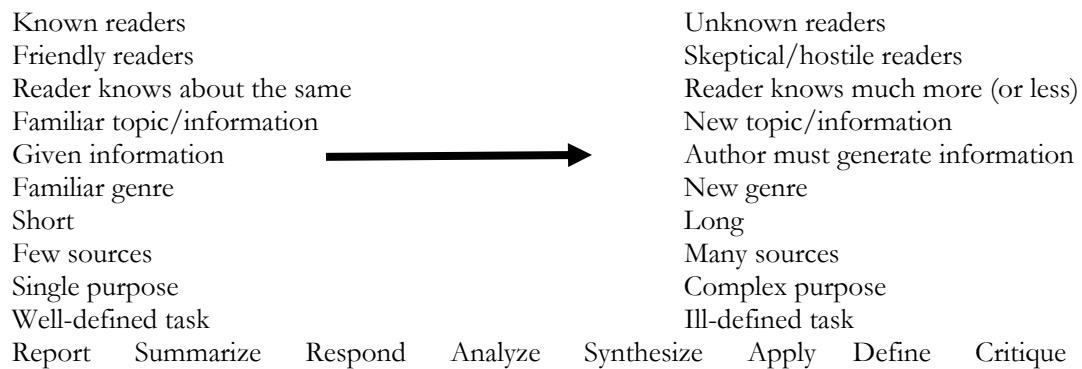 Known readers Unknown readers
Friendly readers Skeptical/hostile readers
Reader knows about the same Reader knows much more (or less)
Familiar topic/information New topic/information
Given information Author must generate information
Familiar genre New genre
Short Long
Few sources Many sources
Single purpose Complex purpose
Well-defined task Ill-defined task
Report Summarize Respond Analyze Synthesize Apply Define Critique